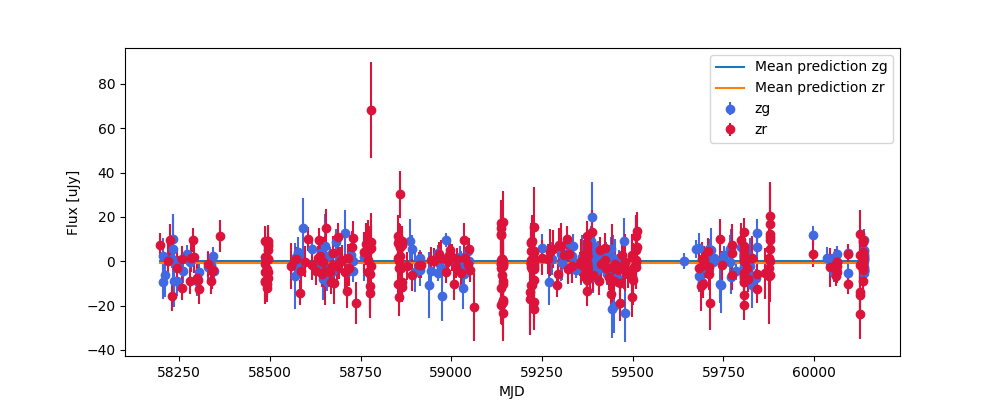 Mean prediction zg
Mean prediction zr
zg
zr
80
60
40
20
0
−20
−40
Flux [uJy]
58250
58500
58750
59000
59250
59500
59750
60000
MJD